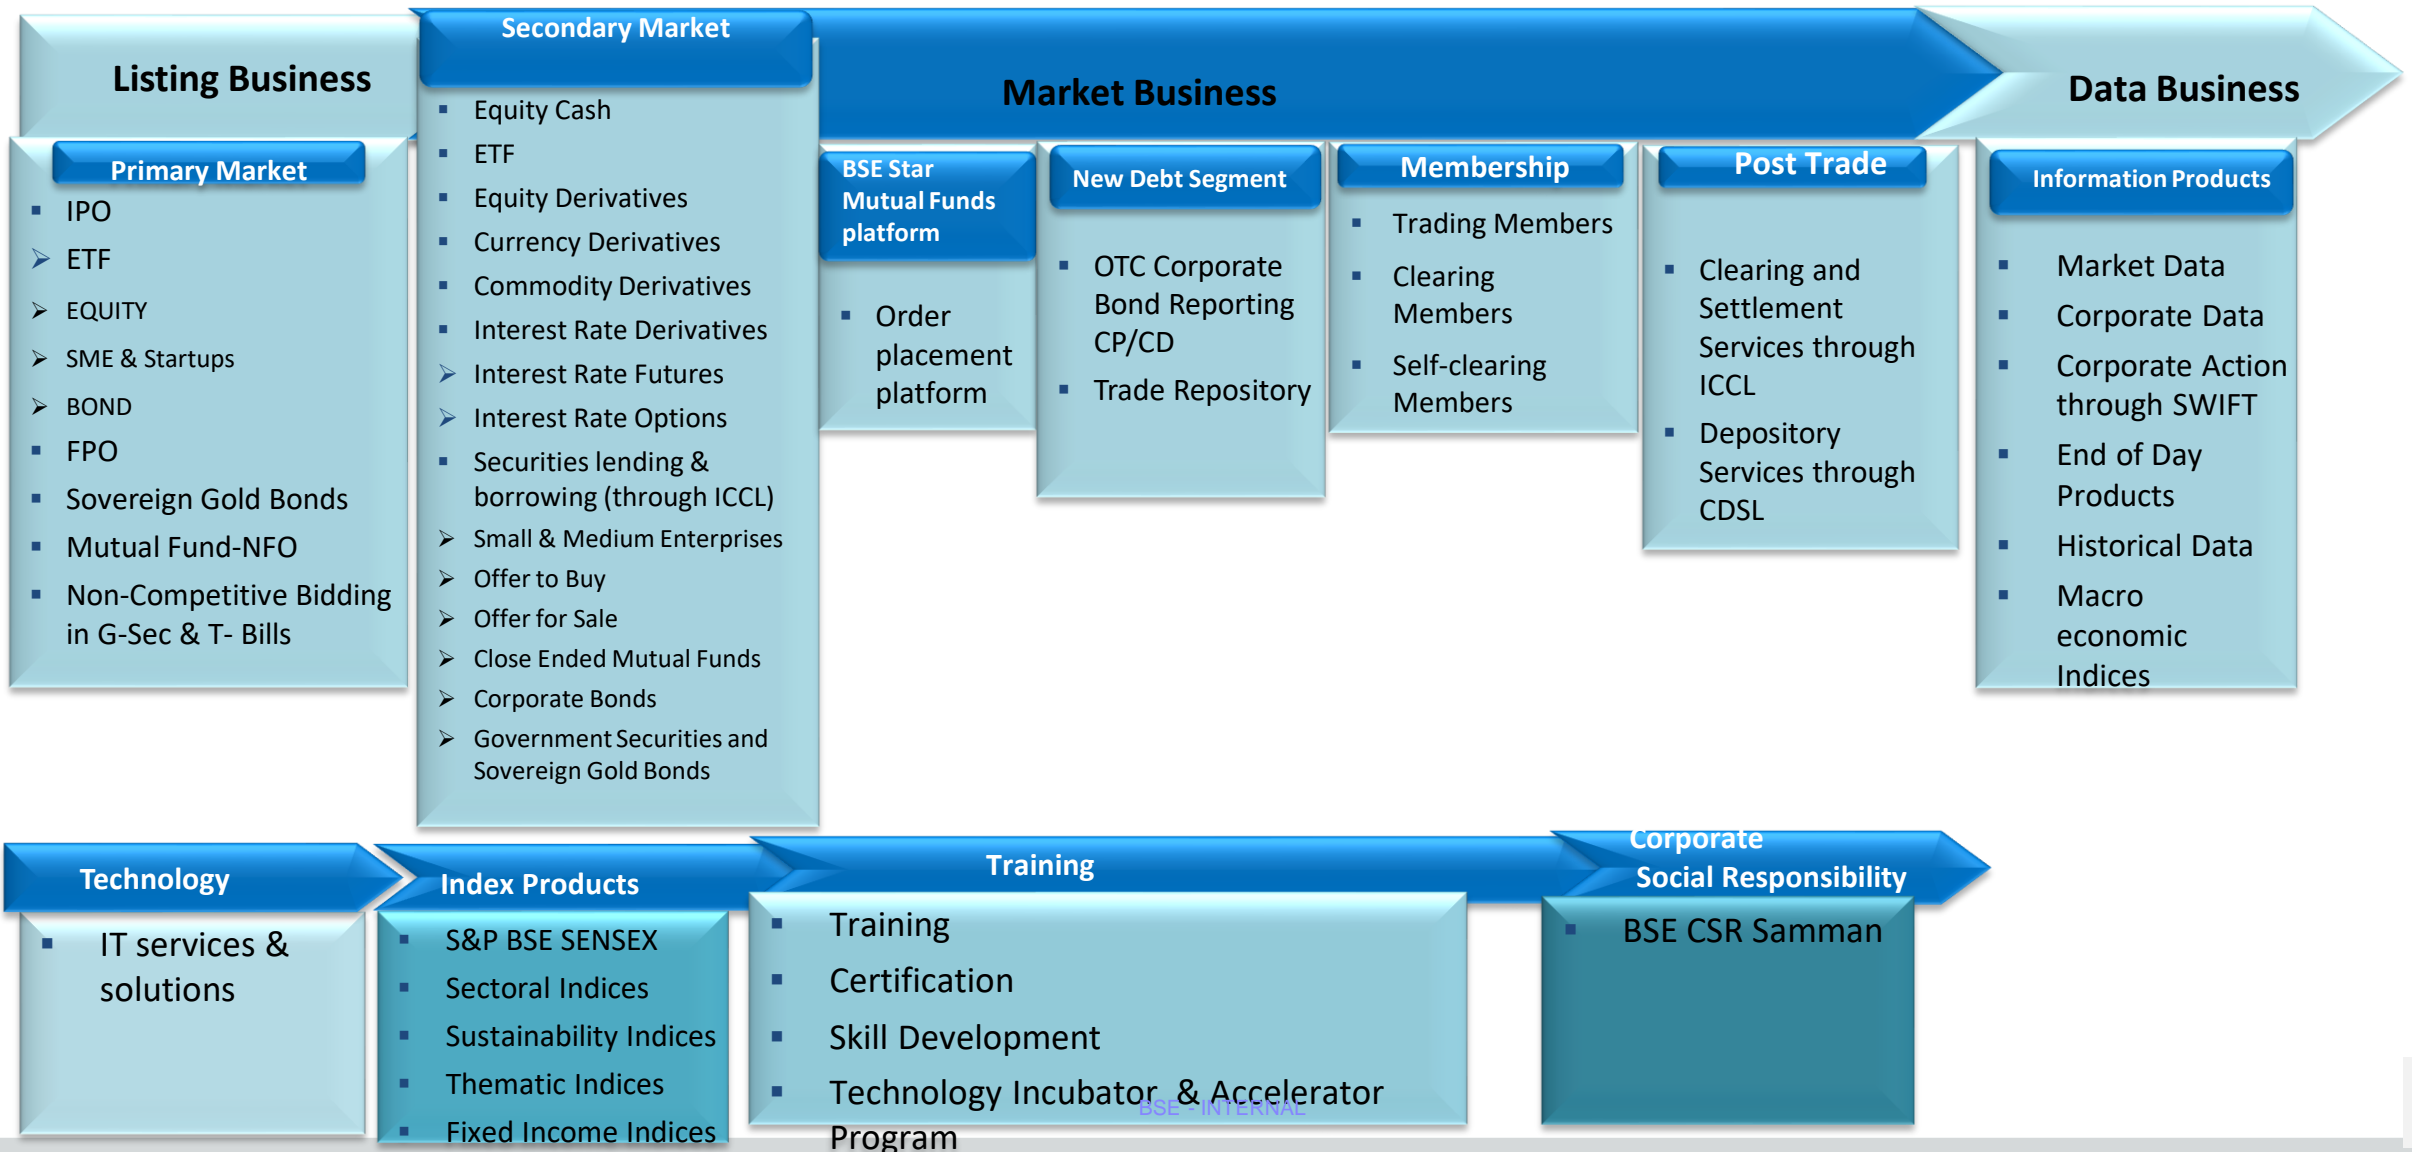 Listing Business
Primary Market
IPO
ETF
EQUITY
SME & Startups
BOND
FPO
Sovereign Gold Bonds
Mutual Fund-NFO
Non-Competitive Bidding
in G-Sec & T- Bills
Secondary Market
Equity Cash
ETF
Equity Derivatives
Currency Derivatives
Commodity Derivatives
Interest Rate Derivatives
Interest Rate Futures
Interest Rate Options
Securities lending &
borrowing (through ICCL)
Small & Medium Enterprises
Offer to Buy
Offer for Sale
Close Ended Mutual Funds
Corporate Bonds
Government Securities and
Sovereign Gold Bonds
Market Business
BSE Star
Mutual Funds
platform
Order
placement
platform
New Debt Segment
OTC Corporate
Bond Reporting
CP/CD
Trade Repository
Membership
Trading Members
Clearing
Members
Self-clearing
Members
Post Trade
Clearing and
Settlement
Services through
ICCL
Depository
Services through
CDSL
Data Business
Information Products
Market Data
Corporate Data
Corporate Action
through SWIFT
End of Day
Products
Historical Data
Macro
economic
Indices
Technology
IT services &
solutions
Index Products
S&P BSE SENSEX
Sectoral Indices
Sustainability Indices
Thematic Indices
Fixed Income Indices
Training
Training
Certification
Skill Development
Technology Incubator & Accelerator
Program
Corporate
Social Responsibility
BSE CSR Samman
BSE - INTERNAL